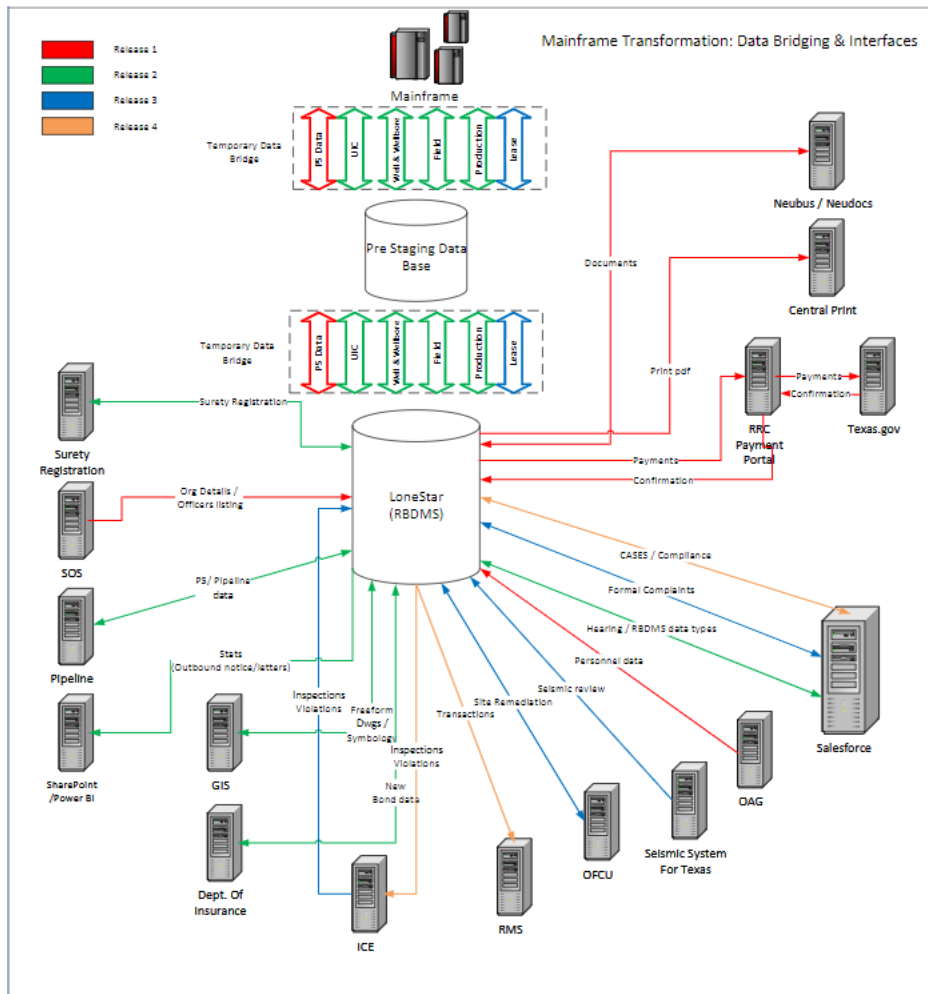 Mainframe Transformation: Data Bridging & Interfaces
Release 1
Release 2
Release 3
Release 4
Mainframe
Temporary Data
Bridge
P5 Data
UIC
Well & Wellbore
Field
Production
Lease
Pre Staging Data
Base
Temporary Data
Bridge
P5 Data
UIC
Well & Wellbore
Field
Production
Lease
Neubus / Neudocs
Documents
Central Print
Print pdf
Payments
Confirmation
RRC
Payment
Portal
Texas.gov
Payments
Confirmation
Surety Registration
Surety
Registration
Org Details /
Officers listing
SOS
LoneStar
(RBDMS)
P5/ Pipeline
data
Pipeline
Stats
(Outbound notice/letters)
SharePoint
/Power BI
GIS
Inspections
Violations
Freeform
Dwgs /
Symbology
Inspections
Violations
New
Bond data
Dept. Of
Insurance
ICE
Transactions
RMS
Site Remediation
OFCU
Seismic review
Seismic System
For Texas
Personnel data
OAG
CASES / Compliance
Formal Complaints
Hearing / RBDMS data types
Salesforce